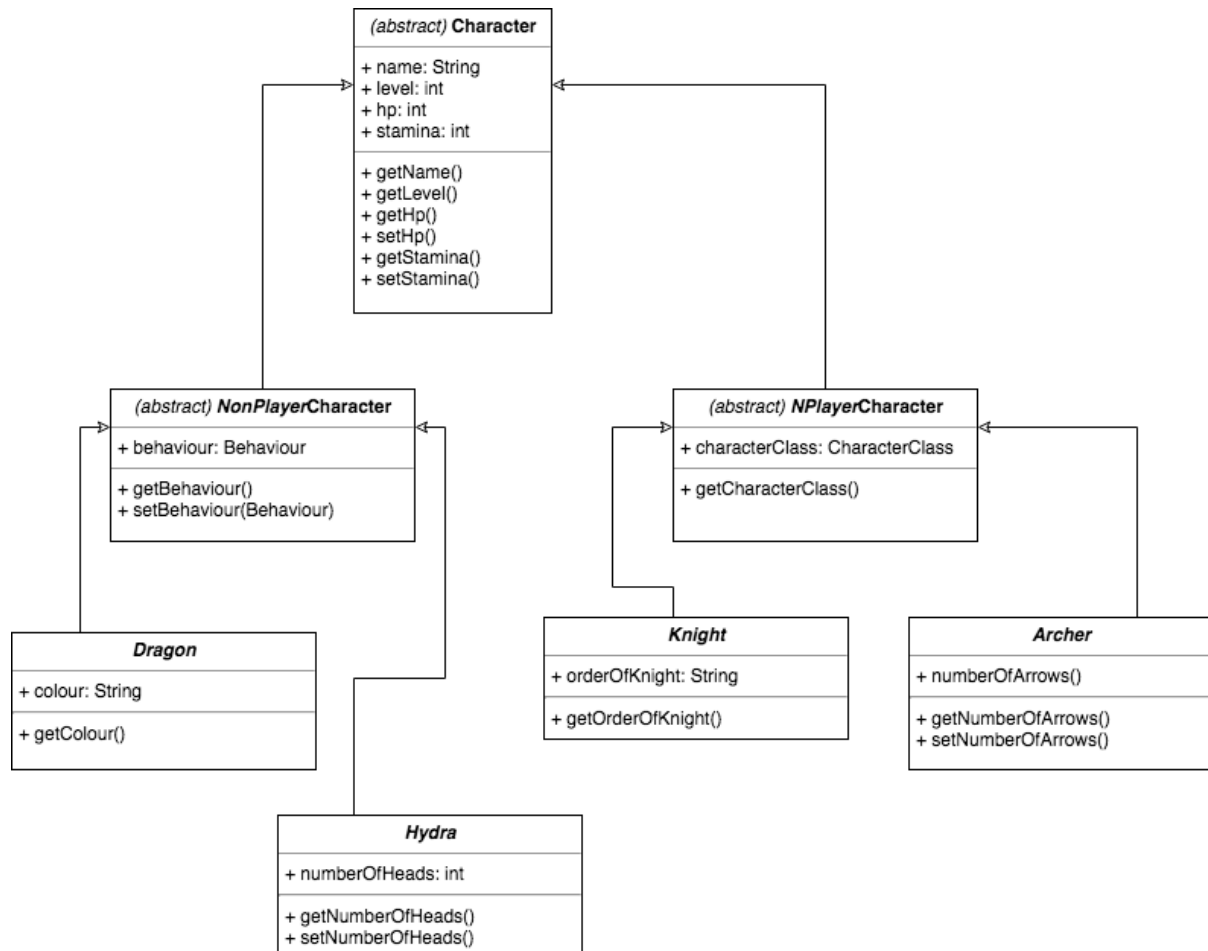 (abstract) Character
+ name: String
+ level: int
+ hp: int
+ stamina: int
+ getName()
+ getLevel()
+ getHp()
+ setHp()
+ getStamina()
+ setStamina()
(abstract) NonPlayerCharacter
+ behaviour: Behaviour
+ getBehaviour()
+ setBehaviour(Behaviour)
(abstract) NPlayerCharacter
+ characterClass: CharacterClass
+ getCharacterClass()
Dragon
+ colour: String
+ getColour()
Knight
+ orderOfKnight: String
+ getOrderOfKnight()
Archer
+ numberOfArrows()
+ getNumberOfArrows()
+ setNumberOfArrows()
Hydra
+ numberOfHeads: int
+ getNumberOfHeads()
+ setNumberOfHeads()